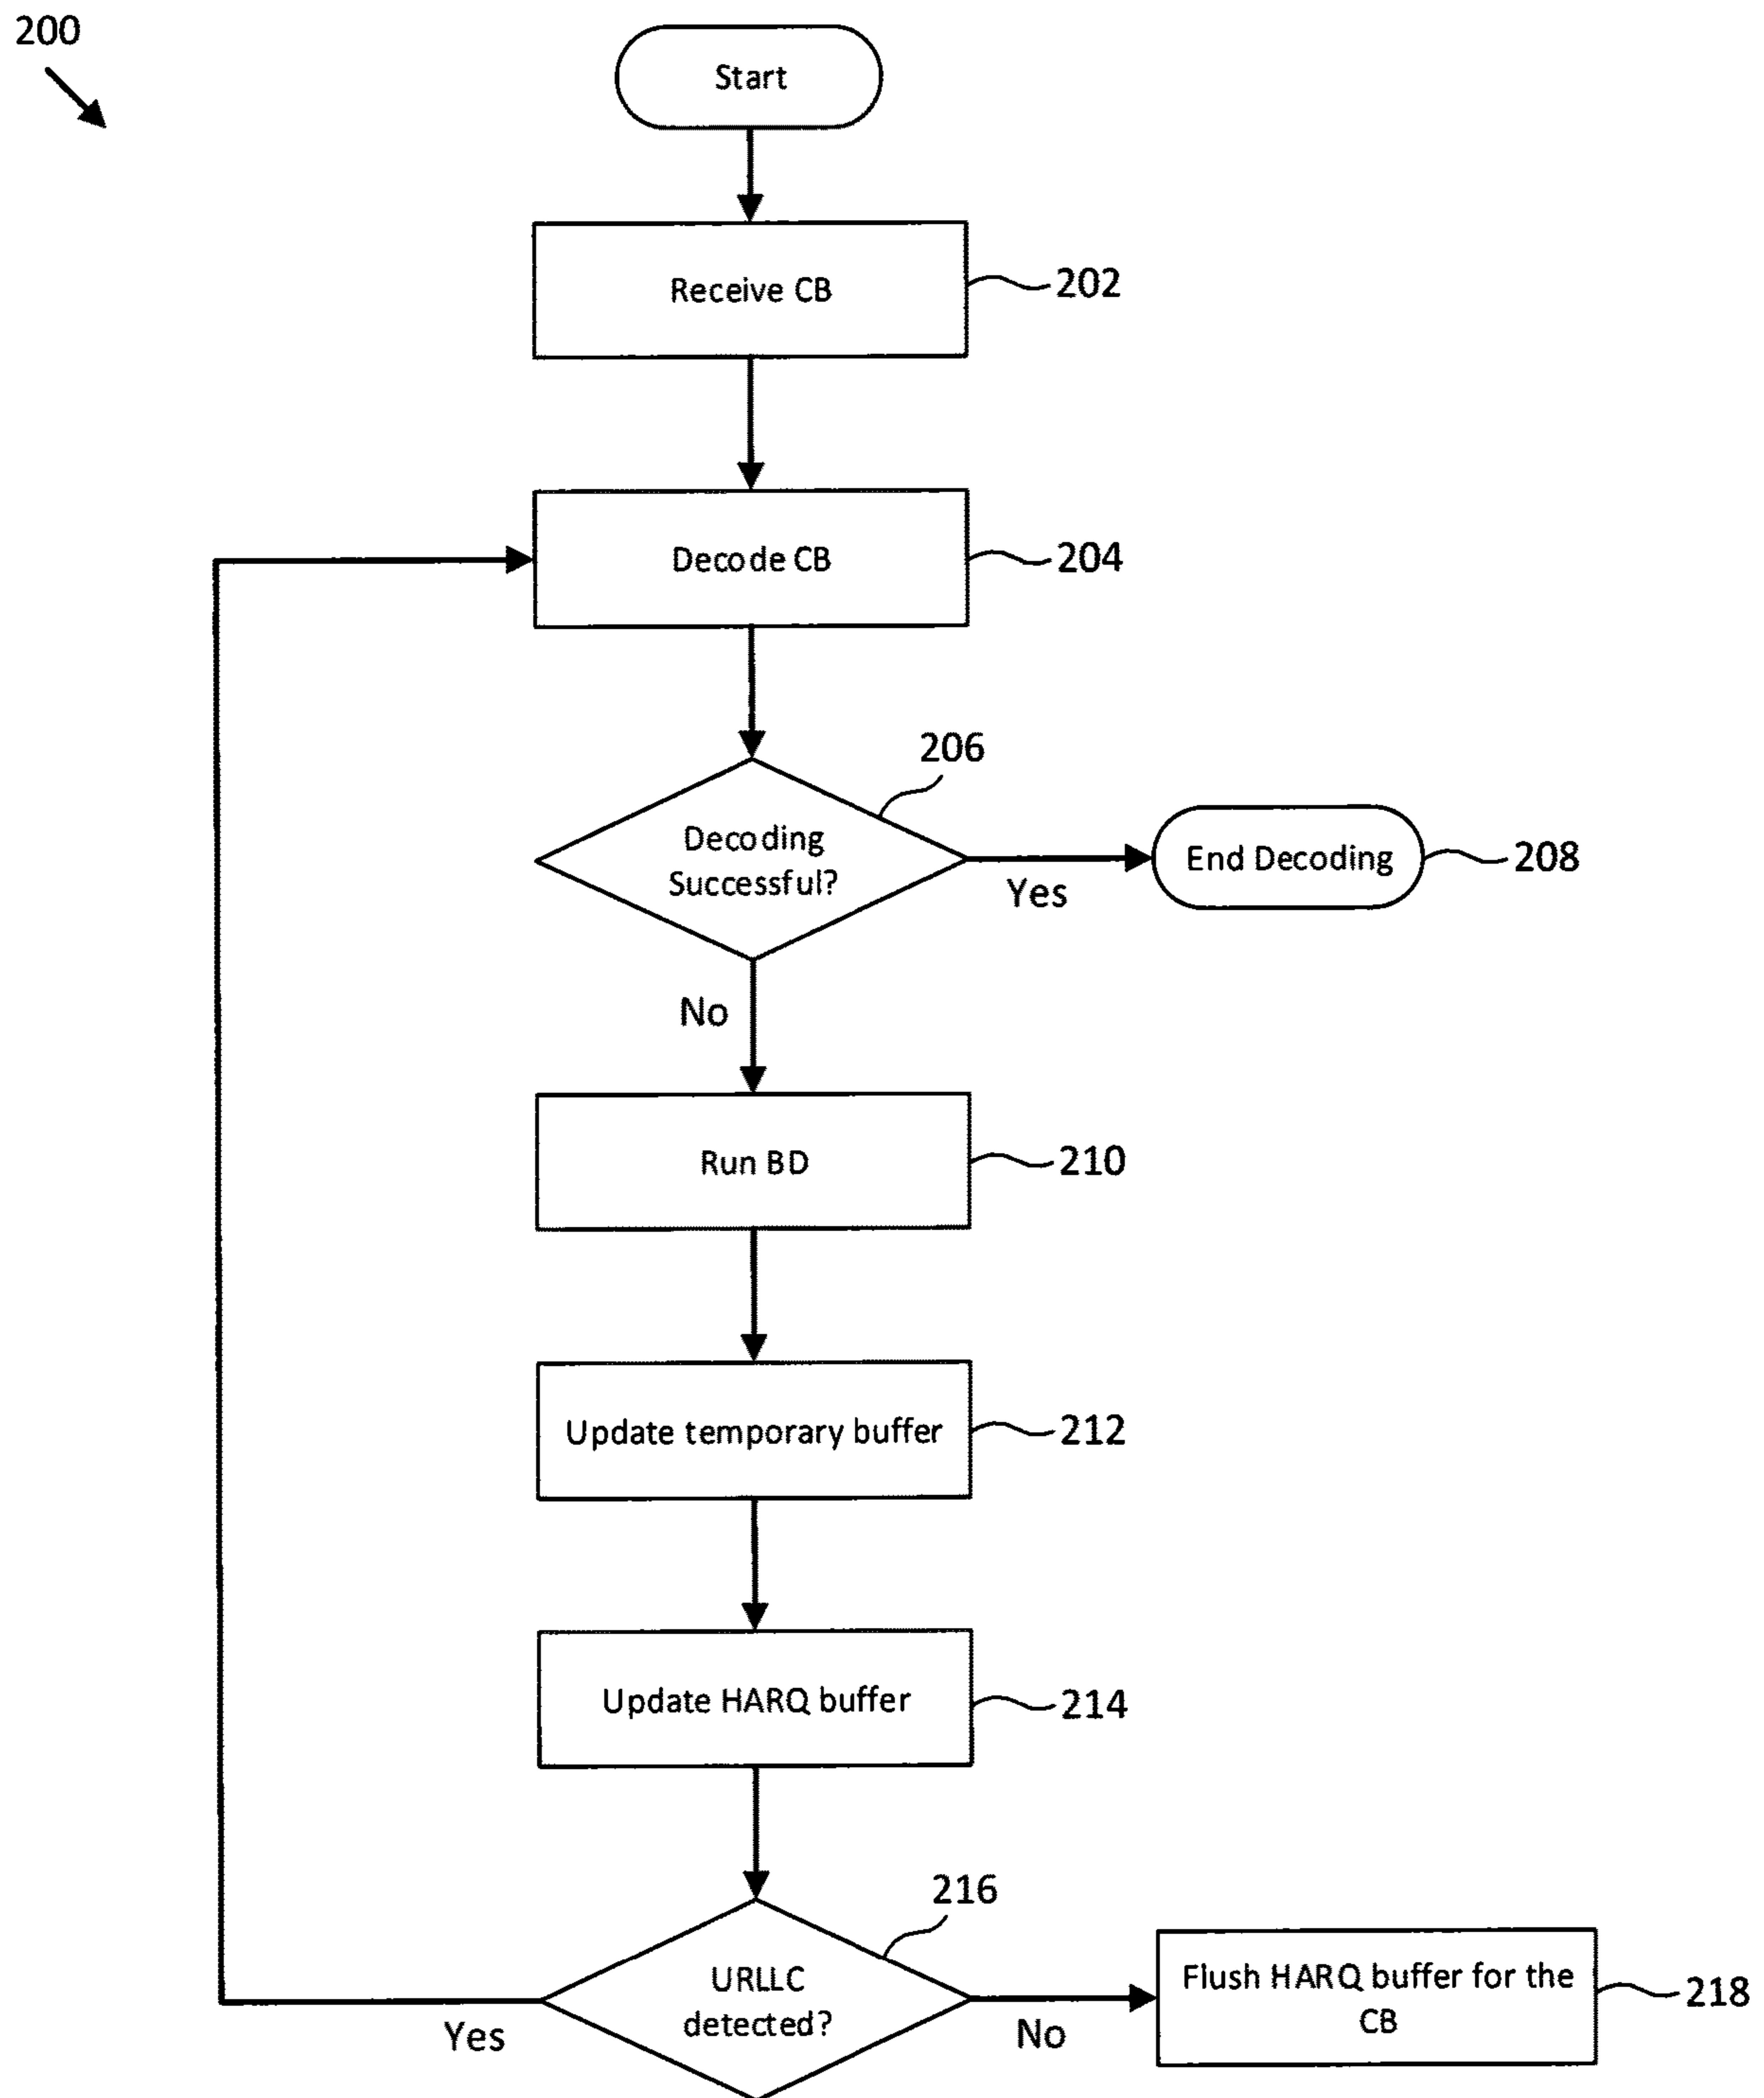 200
Start
Receive CB
202
Decode CB
204
206
Decoding
Successful?
Yes
End Decoding
208
No
Run BD
210
Update temporary buffer
212
Update HARQ buffer
214
216
URLLC
detected?
Yes
No
Flush HARQ buffer for the
CB
218